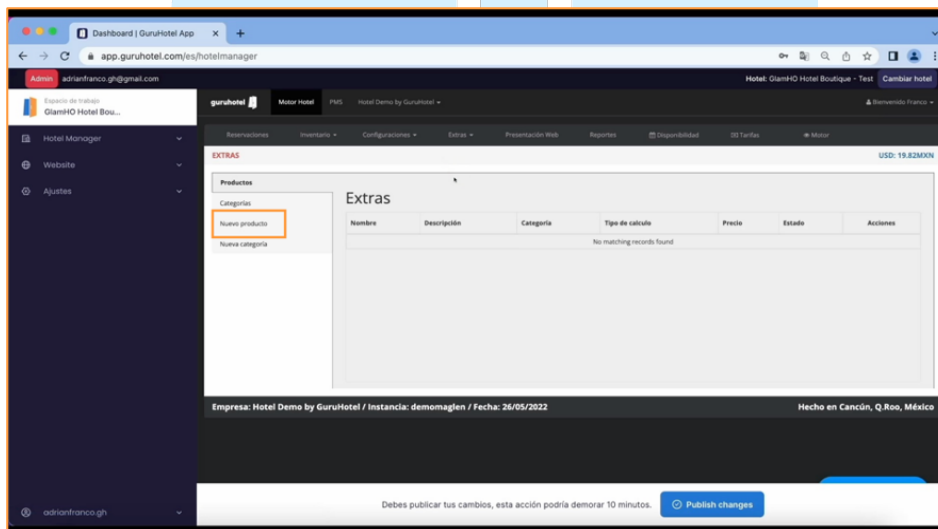 Dashboard | GuruHotel App
app.guruhotel.com/es/hotelmanager
Admin adrianfranco.gh@gmail.com
Hotel: GlamHO Hotel Boutique - Test Cambiar hotel
Espacio de trabajo
GlamHO Hotel Bou...
guruhotel Motor Hotel PMS Hotel Demo by GuruHotel Bienvenido Franco
Hotel Manager
Website
Ajustes
Reservaciones Inventario Configuraciones Extras Presentación Web Reportes Disponibilidad Tarifas Motor
EXTRAS USD: 19.82MXN
Productos
Categorías
Nuevo producto
Nueva categoría
Extras
Nombre Descripción Categoría Tipo de calculo Precio Estado Acciones
No matching records found
Empresa: Hotel Demo by GuruHotel / Instancia: demomaglen / Fecha: 26/05/2022 Hecho en Cancún, Q.Roo, México
Debes publicar tus cambios, esta acción podría demorar 10 minutos. Publish changes
adrianfranco.gh